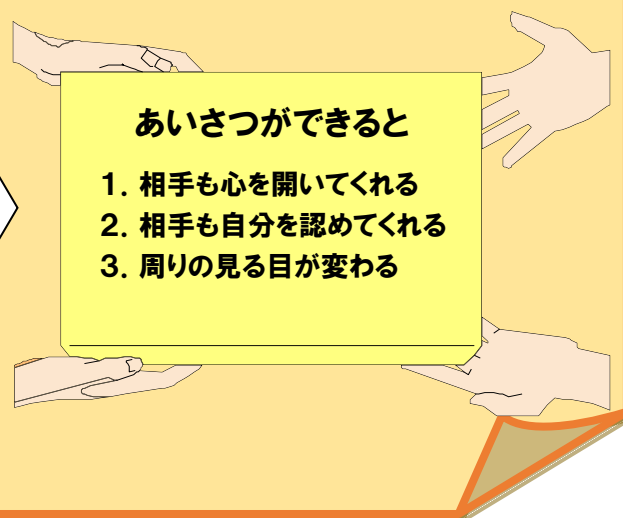 あいさつができると
１．相手も心を開いてくれる
２．相手も自分を認めてくれる
３．周りの見る目が変わる